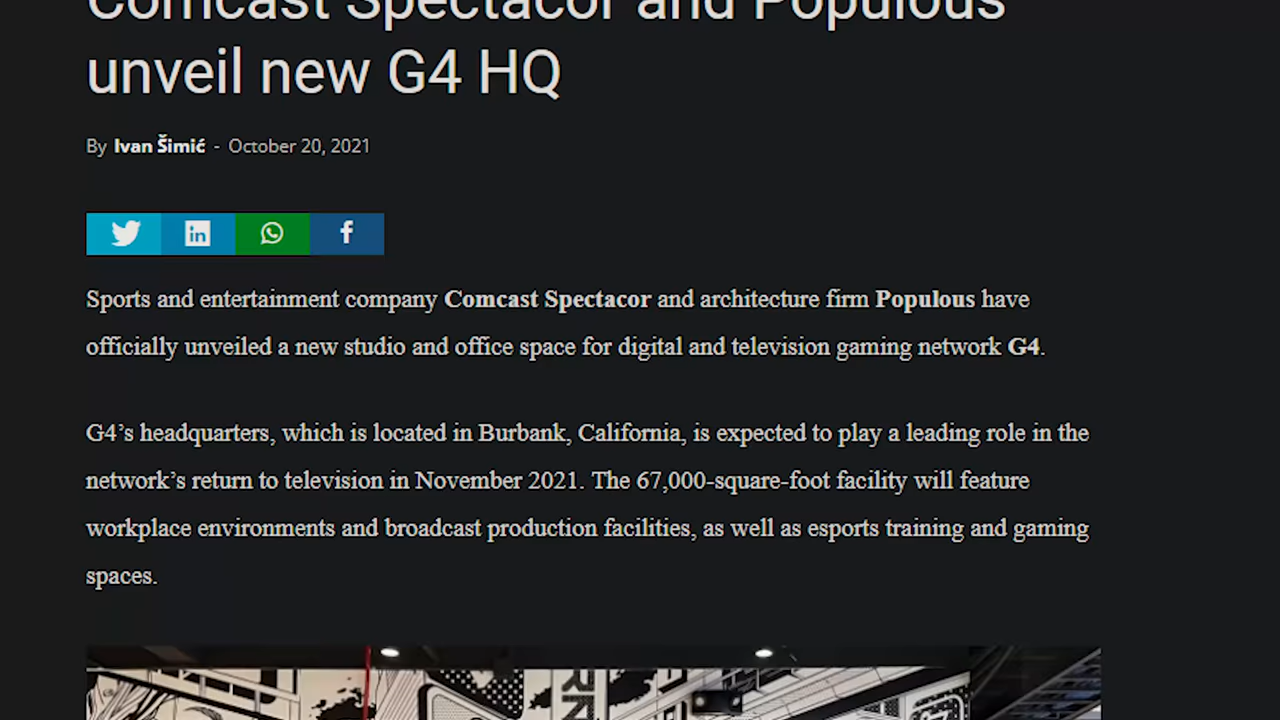 Comcast Spectacor and Populous
unveil new G4 HQ
By Ivan Šimić - October 20, 2021
Sports and entertainment company Comcast Spectacor and architecture firm Populous have
officially unveiled a new studio and office space for digital and television gaming network G4.
G4’s headquarters, which is located in Burbank, California, is expected to play a leading role in the
network’s return to television in November 2021. The 67,000-square-foot facility will feature
workplace environments and broadcast production facilities, as well as esports training and gaming
spaces.